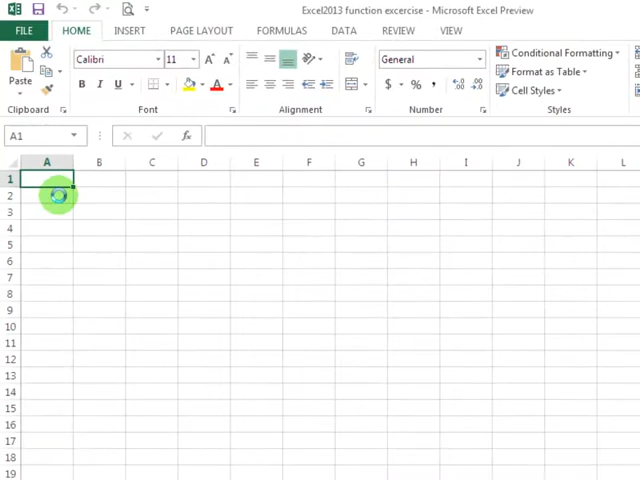 Excel2013 function excercise - Microsoft Excel Preview
FILE HOME INSERT PAGE LAYOUT FORMULAS DATA REVIEW VIEW
Calibri 11 General Conditional Formatting
Paste B I U A $ % , Format as Table
Cell Styles
Clipboard Font Alignment Number Styles
A1 fx
A B C D E F G H I J K L
1
2
3
4
5
6
7
8
9
10
11
12
13
14
15
16
17
18
19